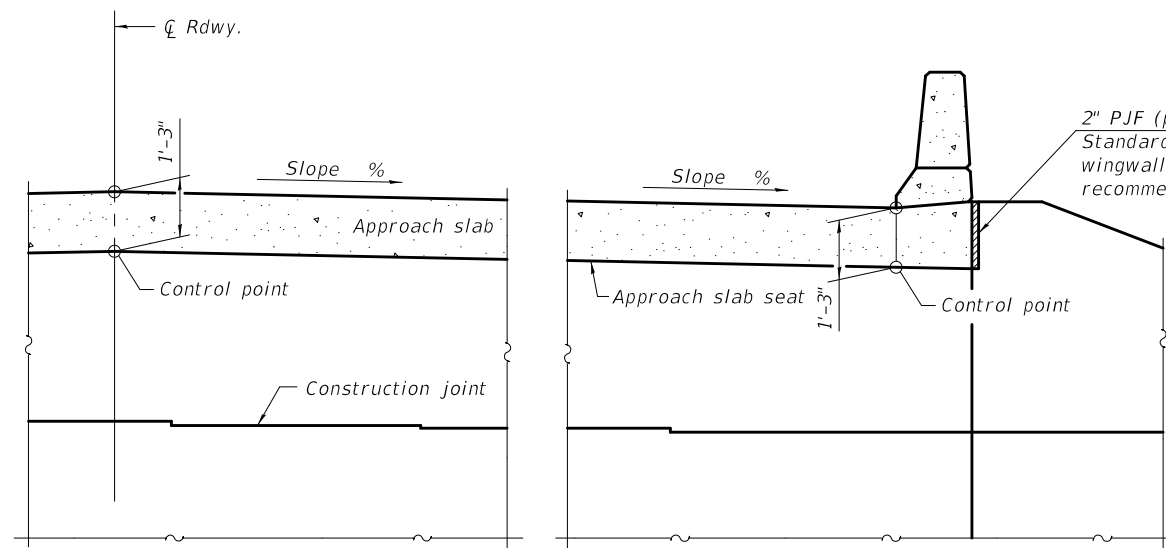 ℄ Rdwy.
1'-3"
Slope %
Approach slab
Control point
Construction joint
Slope %
2" PJF (p
Standard
wingwall
recomme
Approach slab seat
1'-3"
Control point